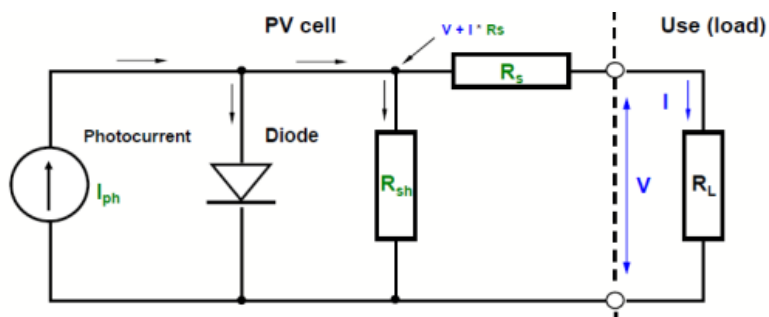 PV cell
V + I * Rs
Use (load)
Rs
Photocurrent
Diode
I
Iph
Rsh
V
RL